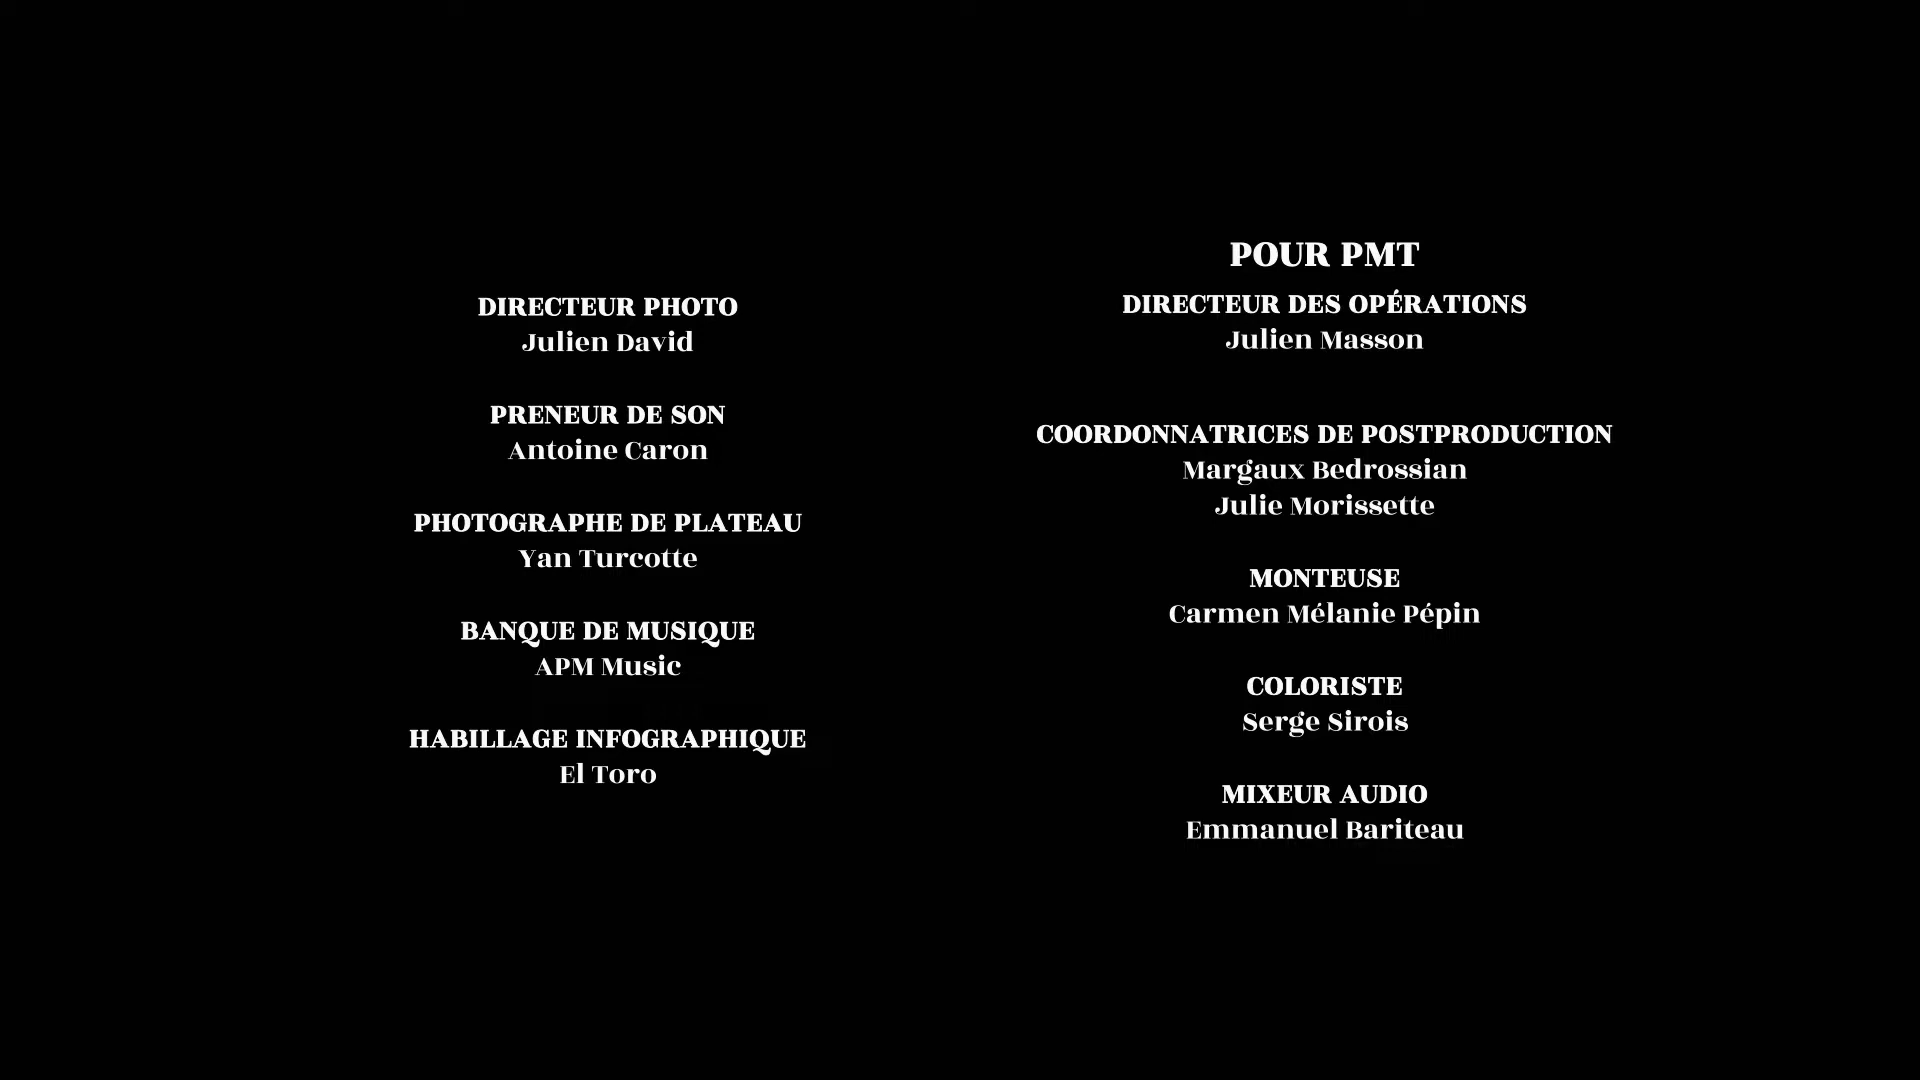 DIRECTEUR PHOTO
Julien David
PRENEUR DE SON
Antoine Caron
PHOTOGRAPHE DE PLATEAU
Yan Turcotte
BANQUE DE MUSIQUE
APM Music
HABILLAGE INFOGRAPHIQUE
El Toro
POUR PMT
DIRECTEUR DES OPÉRATIONS
Julien Masson
COORDONNATRICES DE POSTPRODUCTION
Margaux Bedrossian
Julie Morissette
MONTEUSE
Carmen Mélanie Pépin
COLORISTE
Serge Sirois
MIXEUR AUDIO
Emmanuel Bariteau